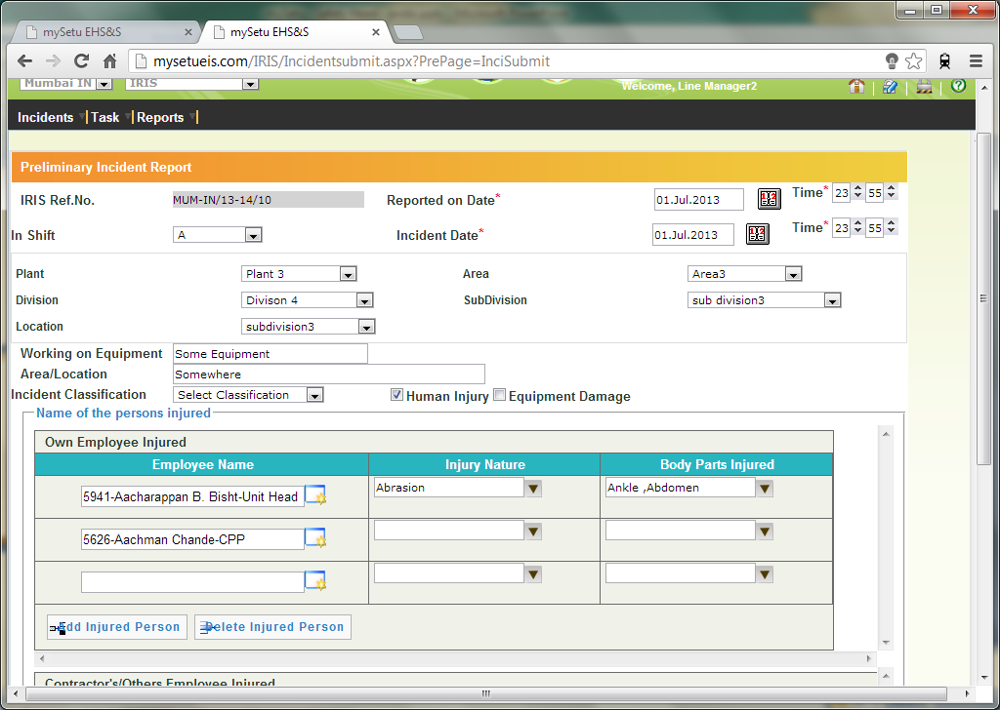 mySetu EHS&S mySetu EHS&S
mysetueis.com/IRIS/Incidentsubmit.aspx?PrePage=InciSubmit
Mumbai IN IRIS Welcome, Line Manager2
Incidents Task Reports
Preliminary Incident Report
IRIS Ref.No. MUM-IN/13-14/10 Reported on Date* 01.Jul.2013 Time* 23 55
In Shift A Incident Date* 01.Jul.2013 Time* 23 55
Plant Plant 3 Area Area3
Division Divison 4 SubDivision sub division3
Location subdivision3
Working on Equipment Some Equipment
Area/Location Somewhere
Incident Classification Select Classification Human Injury Equipment Damage
Name of the persons injured
Own Employee Injured
Employee Name Injury Nature Body Parts Injured
5941-Aacharappan B. Bisht-Unit Head Abrasion Ankle ,Abdomen
5626-Aachman Chande-CPP
Add Injured Person Delete Injured Person
Contractor's/Others Employee Injured